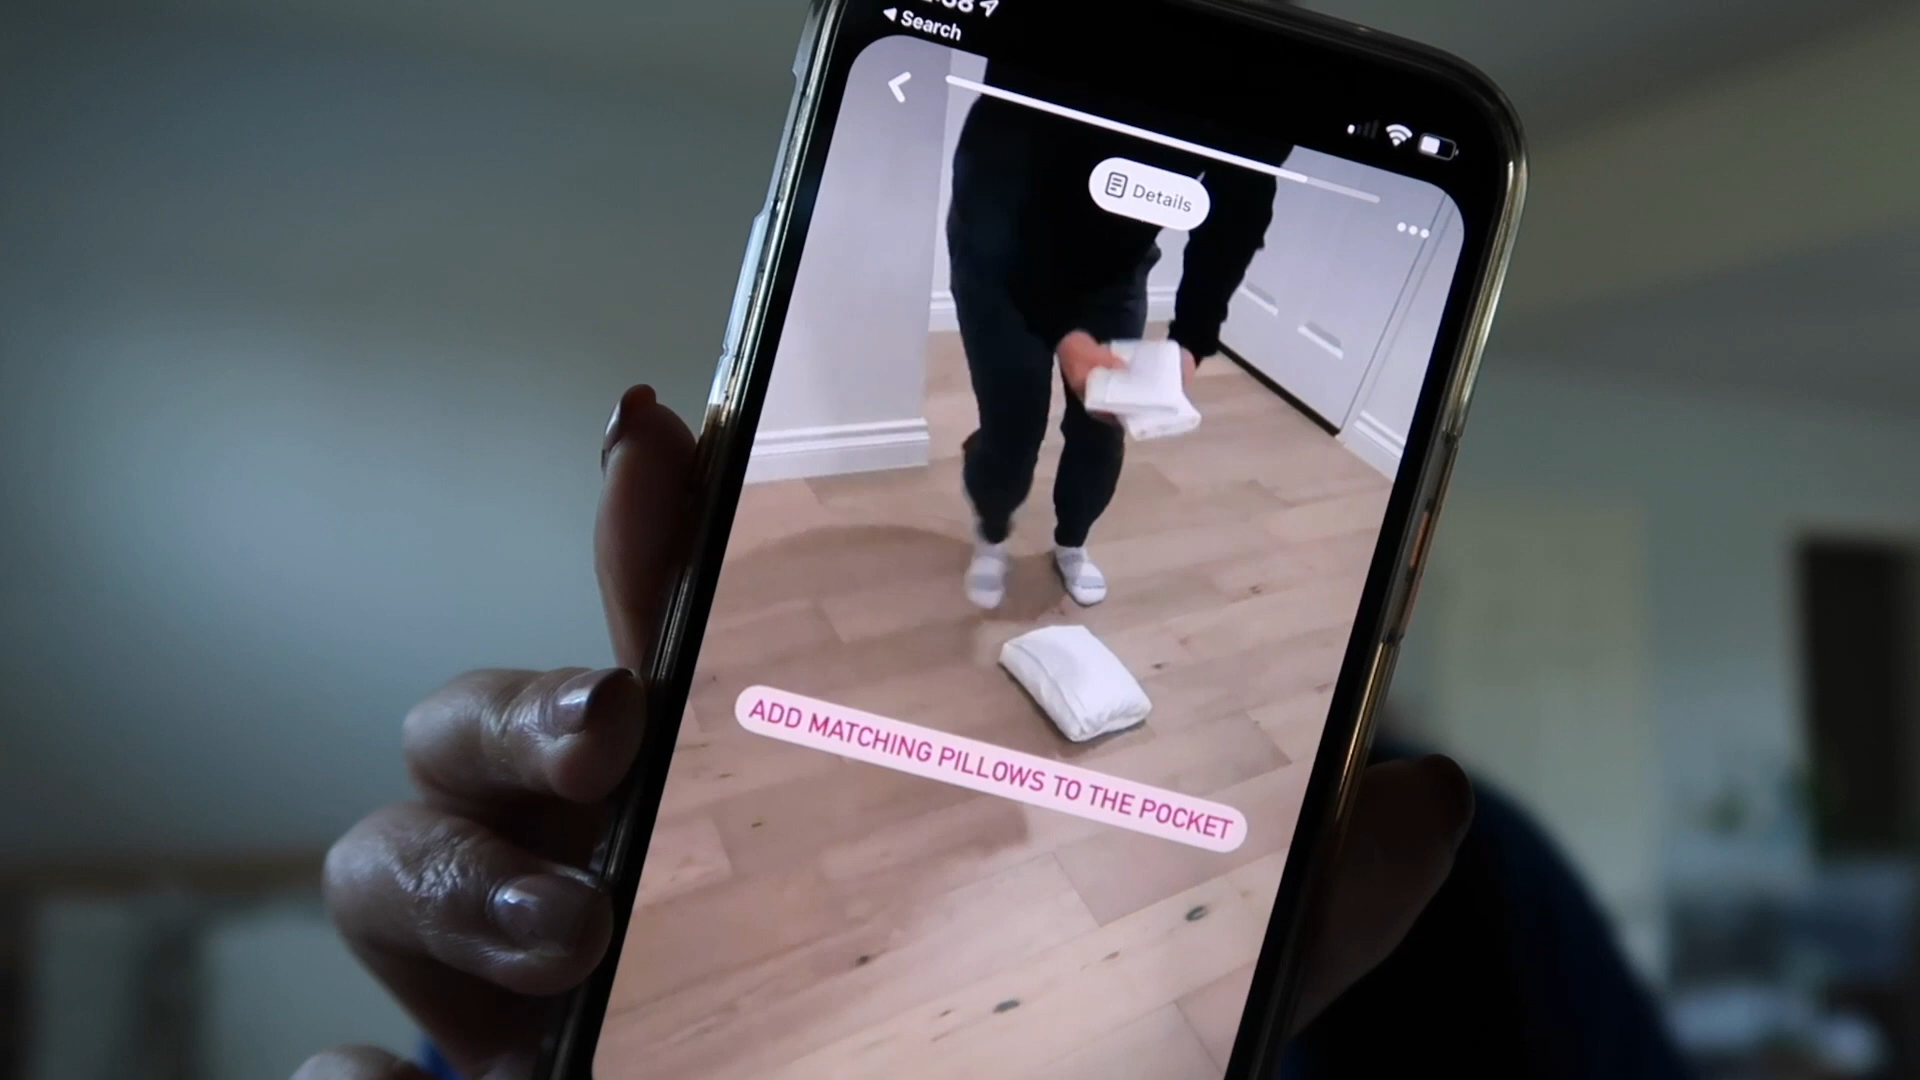 ◀ Search
Details
ADD MATCHING PILLOWS TO THE POCKET